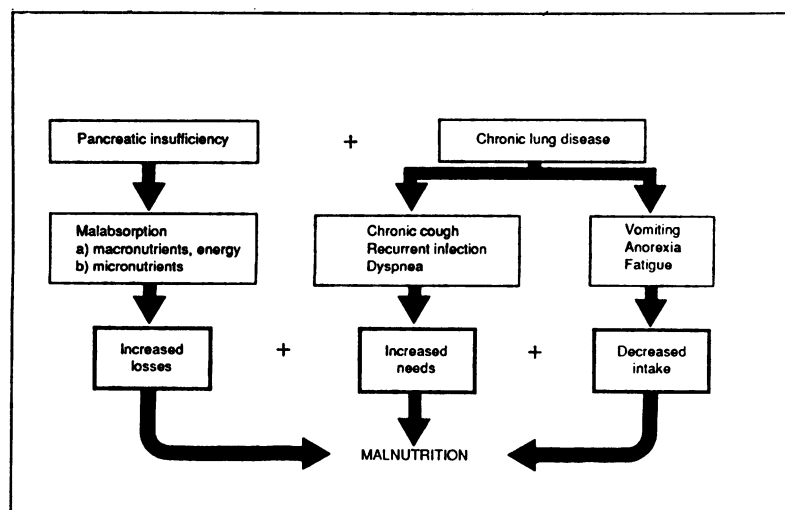 Pancreatic insufficiency
+
Chronic lung disease
Malabsorption
a) macronutrients, energy
b) micronutrients
Chronic cough
Recurrent infection
Dyspnea
Vomiting
Anorexia
Fatigue
Increased
losses
+
Increased
needs
+
Decreased
intake
MALNUTRITION